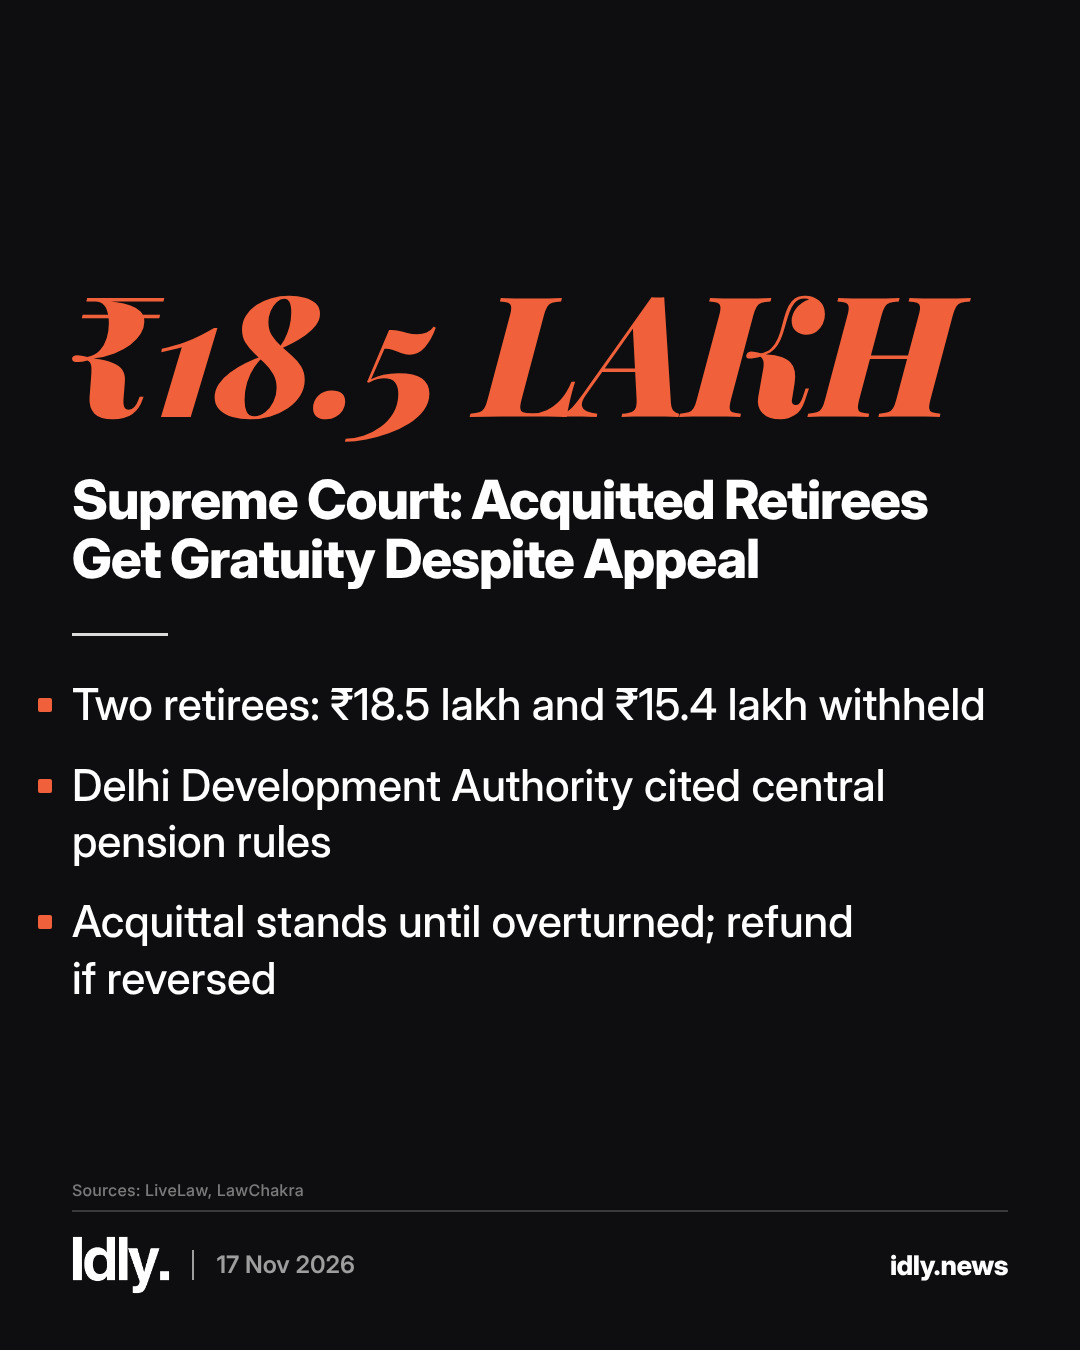 ₹18.5 LAKH
Supreme Court: Acquitted Retirees
Get Gratuity Despite Appeal
Two retirees: ₹18.5 lakh and ₹15.4 lakh withheld
Delhi Development Authority cited central
pension rules
Acquittal stands until overturned; refund
if reversed
Sources: LiveLaw, LawChakra
Idly. | 17 Nov 2026
idly.news